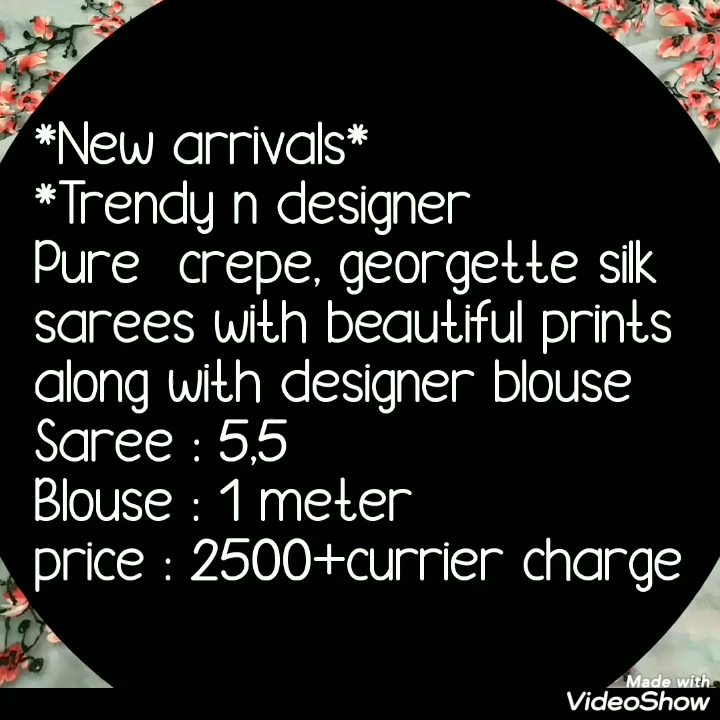 *New arrivals*
*Trendy n designer
Pure crepe, georgette silk
sarees with beautiful prints
along with designer blouse
Saree : 5,5
Blouse : 1 meter
price : 2500+currier charge
Made with
VideoShow